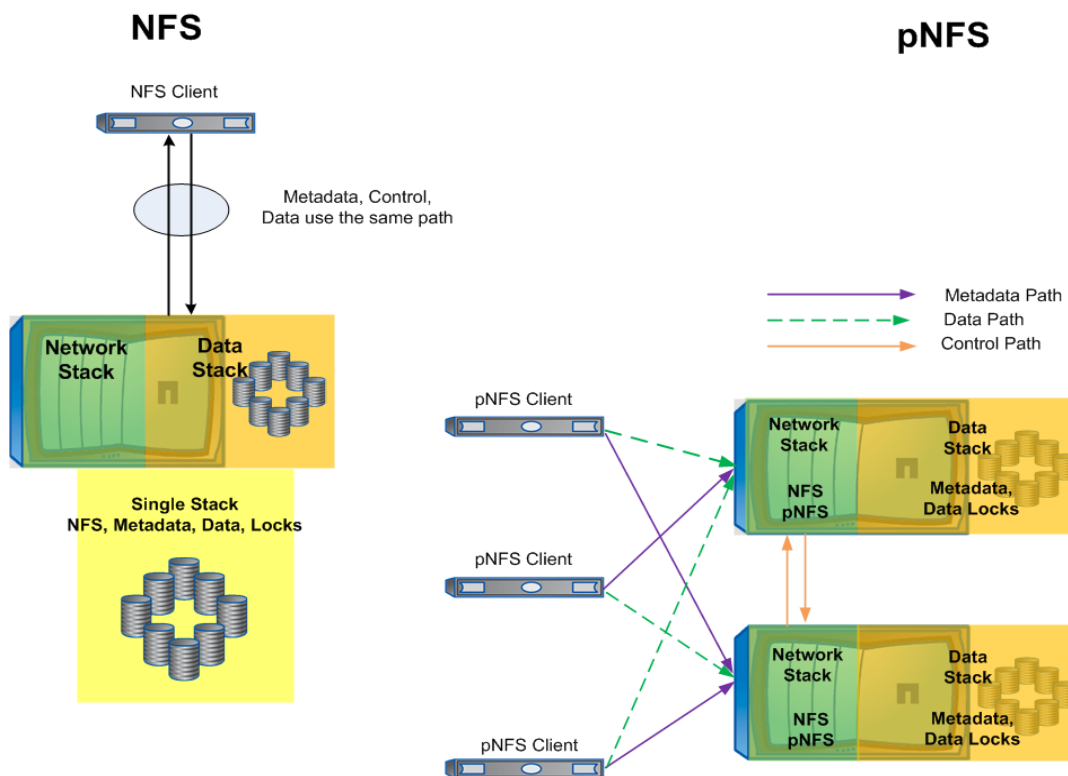 NFS
pNFS
NFS Client
Metadata, Control,
Data use the same path
Metadata Path
Data Path
Control Path
Network
Stack
Data
Stack
Single Stack
NFS, Metadata, Data, Locks
pNFS Client
pNFS Client
pNFS Client
Network
Stack
NFS
pNFS
Data
Stack
Metadata,
Data Locks
Network
Stack
NFS
pNFS
Data
Stack
Metadata,
Data Locks